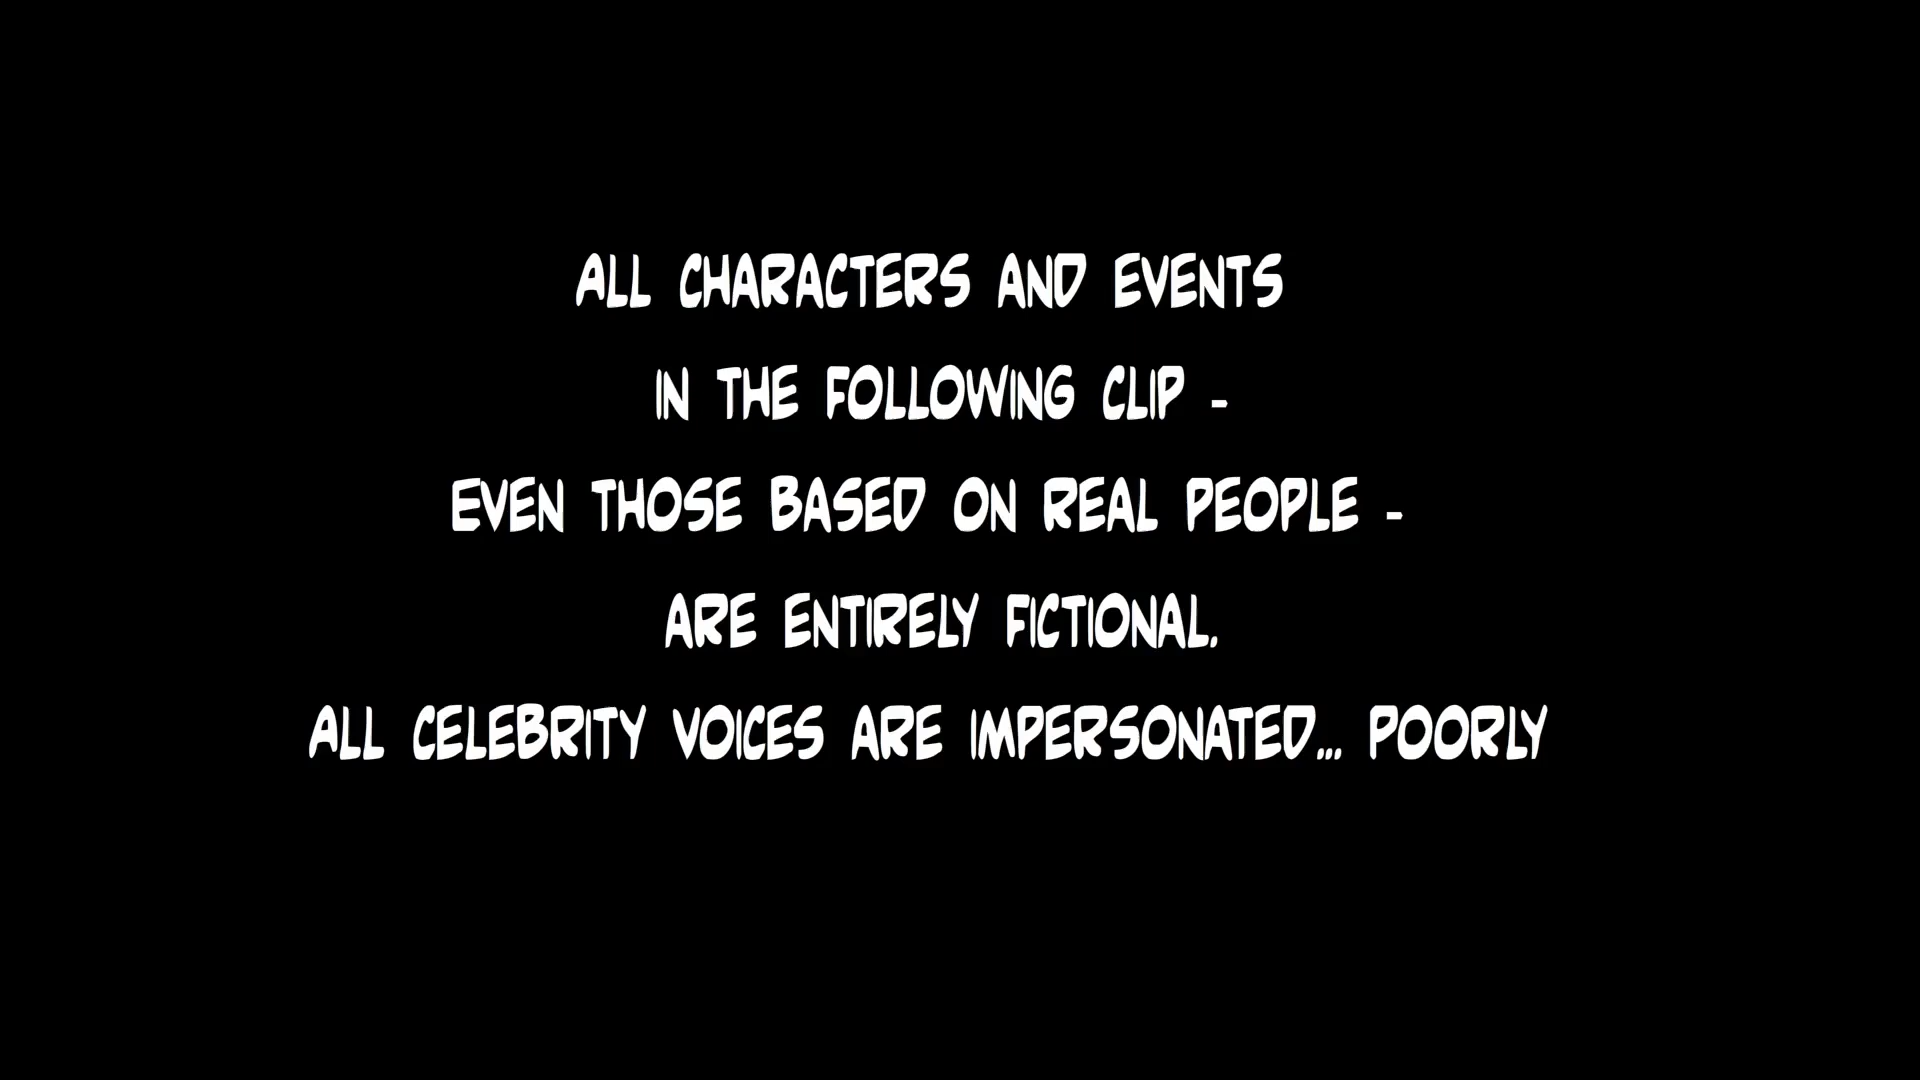 ALL CHARACTERS AND EVENTS
IN THE FOLLOWING CLIP -
EVEN THOSE BASED ON REAL PEOPLE -
ARE ENTIRELY FICTIONAL.
ALL CELEBRITY VOICES ARE IMPERSONATED... POORLY